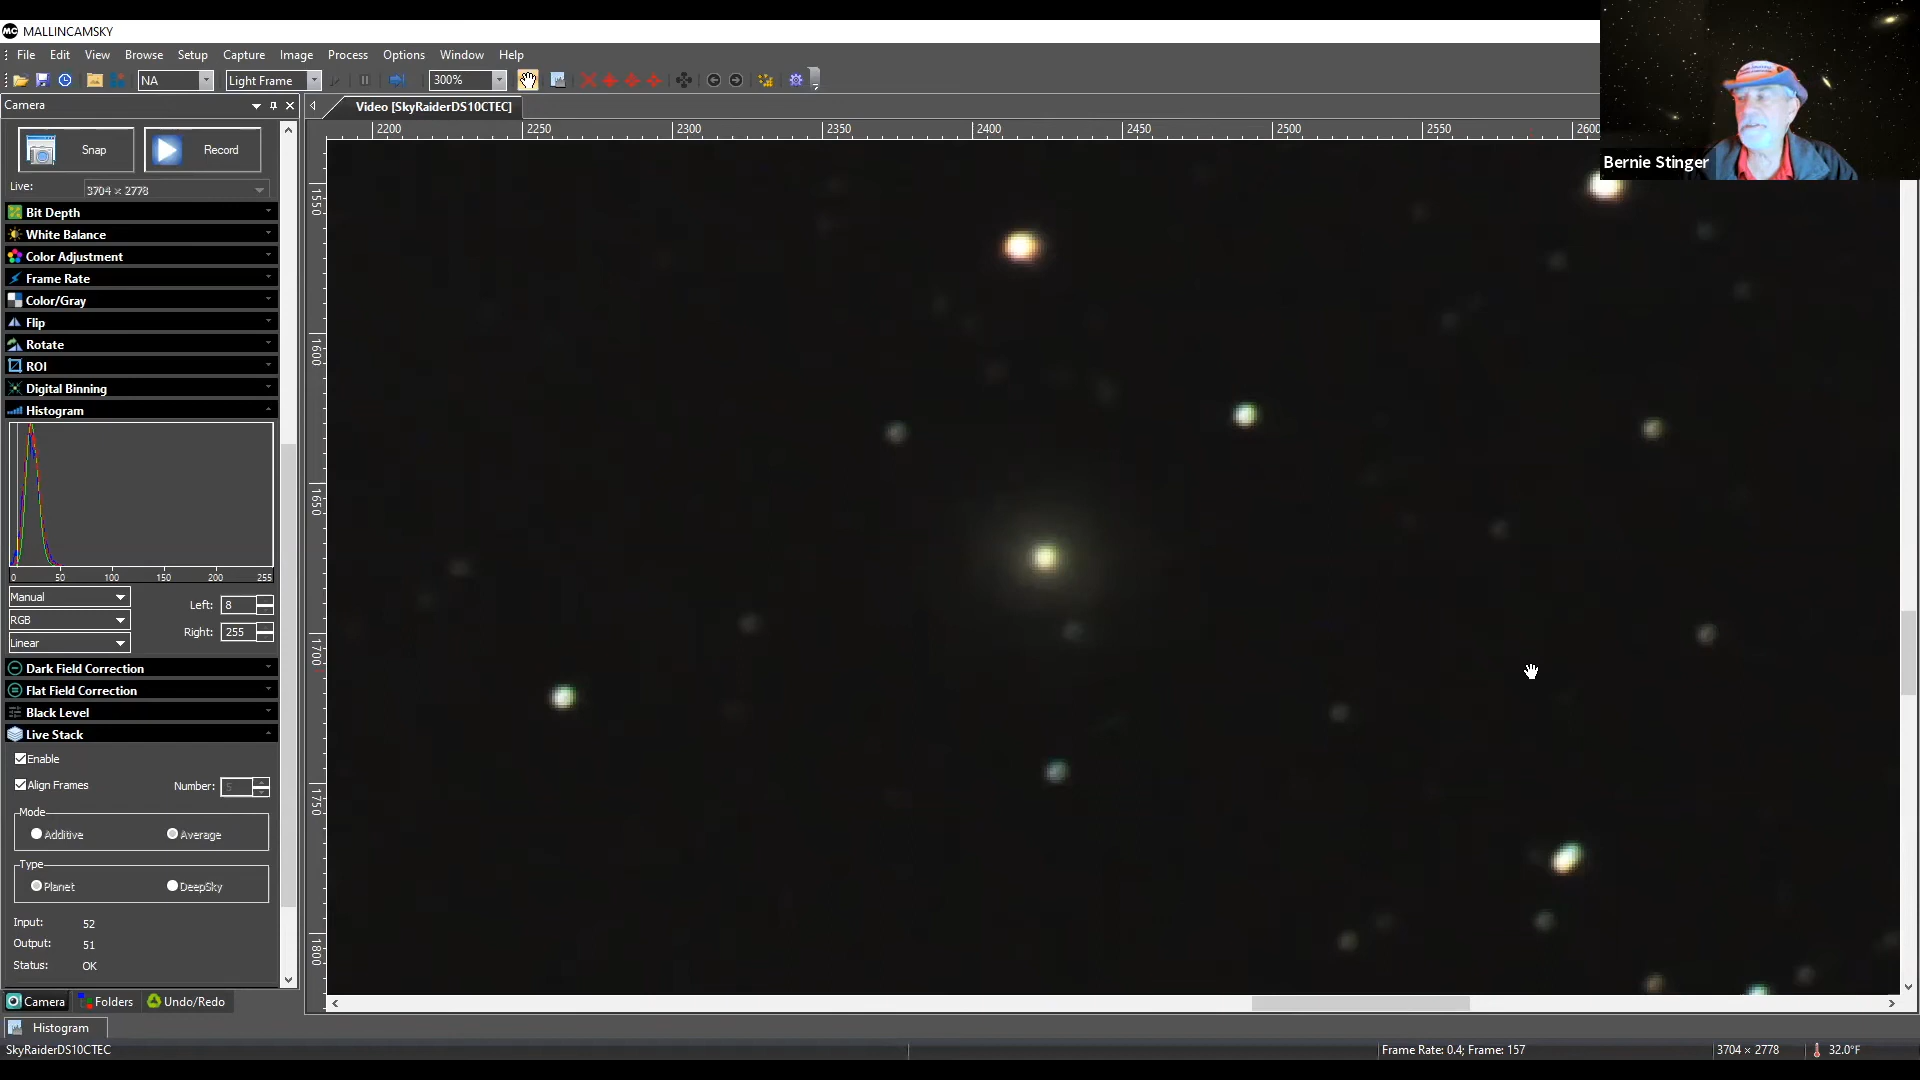 MALLINCAMSKY
File Edit View Browse Setup Capture Image Process Options Window Help
NA Light Frame 300%
Camera
Video [SkyRaiderDS10CTEC]
2200 2250 2300 2350 2400 2450 2500 2550 2600
Snap Record
Live: 3704 × 2778
Bit Depth
White Balance
Color Adjustment
Frame Rate
Color/Gray
Flip
Rotate
ROI
Digital Binning
Histogram
0 50 100 150 200 255
Manual
Left: 8
RGB
Right: 255
Linear
Dark Field Correction
Flat Field Correction
Black Level
Live Stack
Enable
Align Frames Number: 5
Mode
Additive Average
Type
Planet DeepSky
Input: 52
Output: 51
Status: OK
Camera Folders Undo/Redo
Histogram
1550
1600
1650
1700
1750
1800
Bernie Stinger
SkyRaiderDS10CTEC
Frame Rate: 0.4; Frame: 157
3704 × 2778
32.0°F